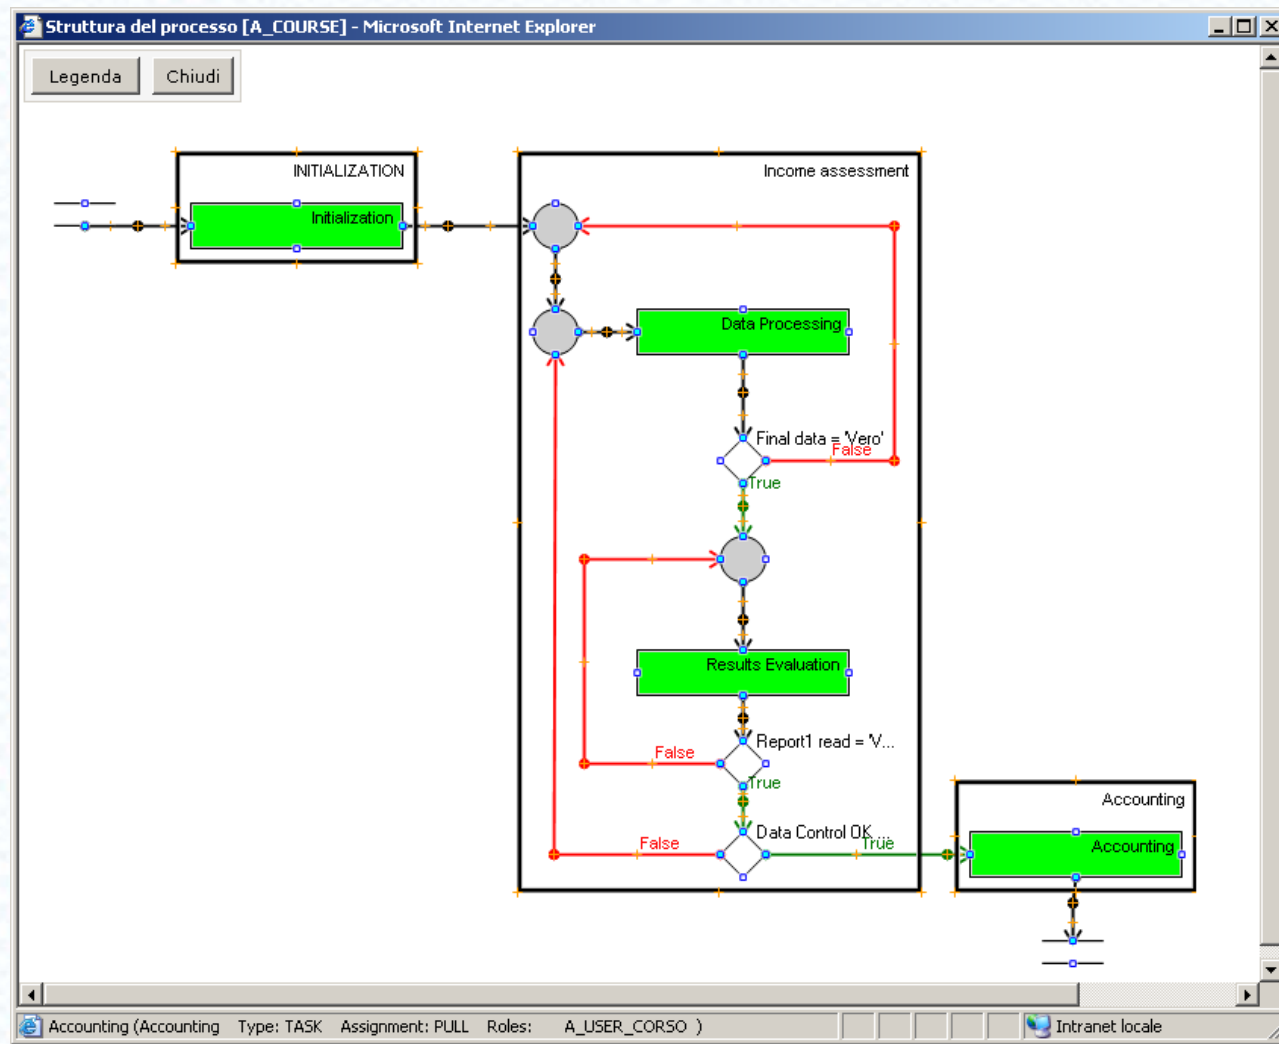 Struttura del processo [A_COURSE] - Microsoft Internet Explorer
Legenda Chiudi
INITIALIZATION
Initialization
Income assessment
Data Processing
Final data = 'Vero'
False
True
Results Evaluation
Report1 read = 'V...
False
True
Data Control OK ...
False
True
Accounting
Accounting
Accounting (Accounting Type: TASK Assignment: PULL Roles: A_USER_CORSO ) Intranet locale